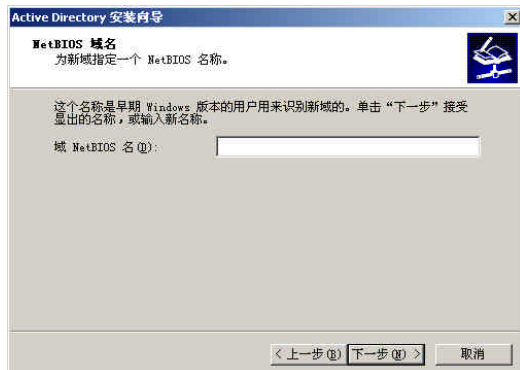 Active Directory 安装向导
NetBIOS 域名
为新域指定一个 NetBIOS 名称。
这个名称是早期 Windows 版本的用户用来识别新域的。单击“下一步”接受
显出的名称，或输入新名称。
域 NetBIOS 名(D):
< 上一步(B)
下一步(N) >
取消